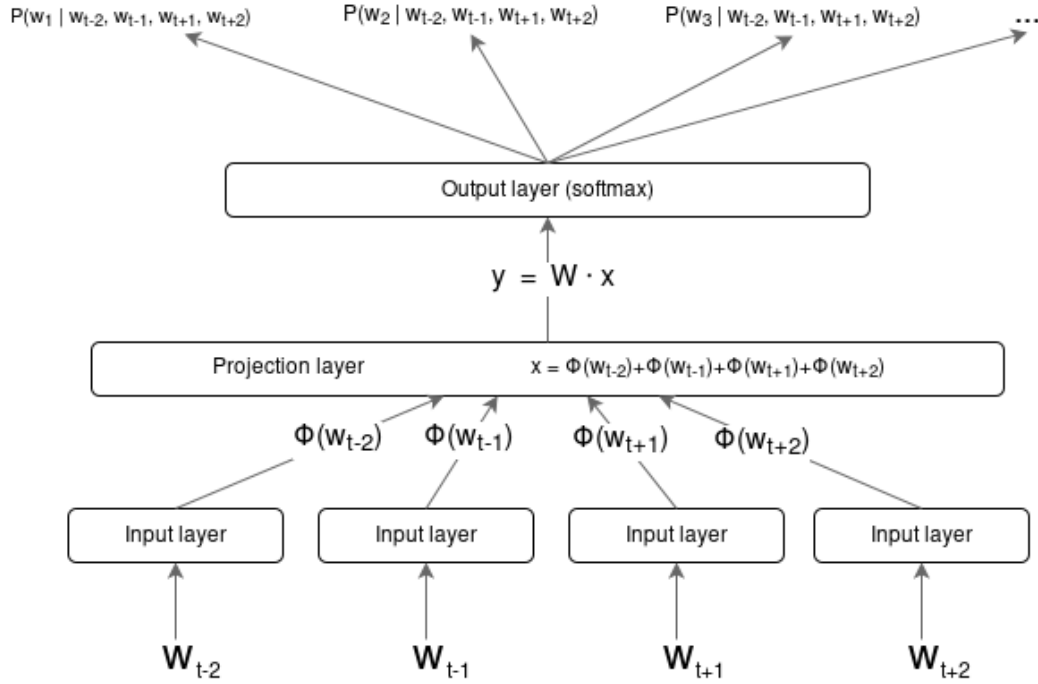 P(w₁ | wₜ₋₂, wₜ₋₁, wₜ₊₁, wₜ₊₂) P(w₂ | wₜ₋₂, wₜ₋₁, wₜ₊₁, wₜ₊₂) P(w₃ | wₜ₋₂, wₜ₋₁, wₜ₊₁, wₜ₊₂) ...
Output layer (softmax)
y = W · x
Projection layer x = Φ(wₜ₋₂)+Φ(wₜ₋₁)+Φ(wₜ₊₁)+Φ(wₜ₊₂)
Φ(wₜ₋₂) Φ(wₜ₋₁) Φ(wₜ₊₁) Φ(wₜ₊₂)
Input layer Input layer Input layer Input layer
wₜ₋₂ wₜ₋₁ wₜ₊₁ wₜ₊₂